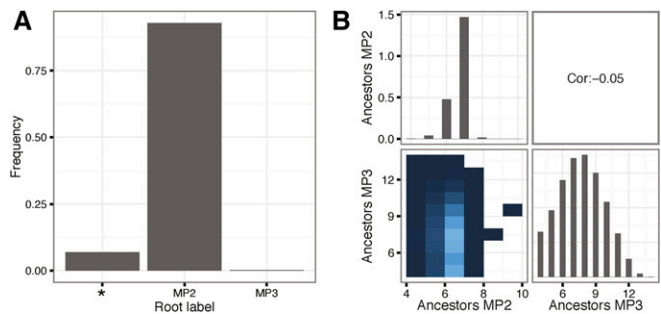 A
Frequency
0.75
0.50
0.25
0.00
*
MP2
MP3
Root label
B
Ancestors MP2
1.5
1.0
0.5
0.0
Cor:−0.05
Ancestors MP3
12
9
6
4
6
8
10
Ancestors MP2
6
9
12
Ancestors MP3